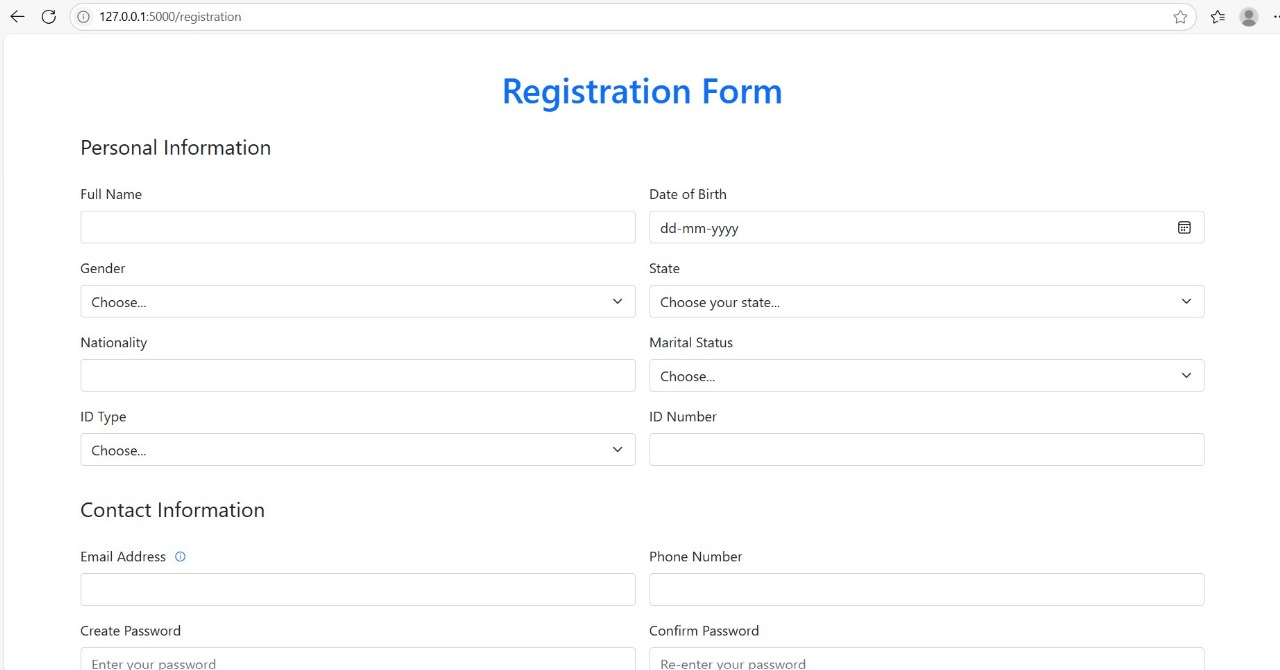 127.0.0.1:5000/registration
Registration Form
Personal Information
Full Name
Date of Birth
dd-mm-yyyy
Gender
State
Choose...
Choose your state...
Nationality
Marital Status
Choose...
ID Type
ID Number
Choose...
Contact Information
Email Address
Phone Number
Create Password
Confirm Password
Enter your password
Re-enter your password